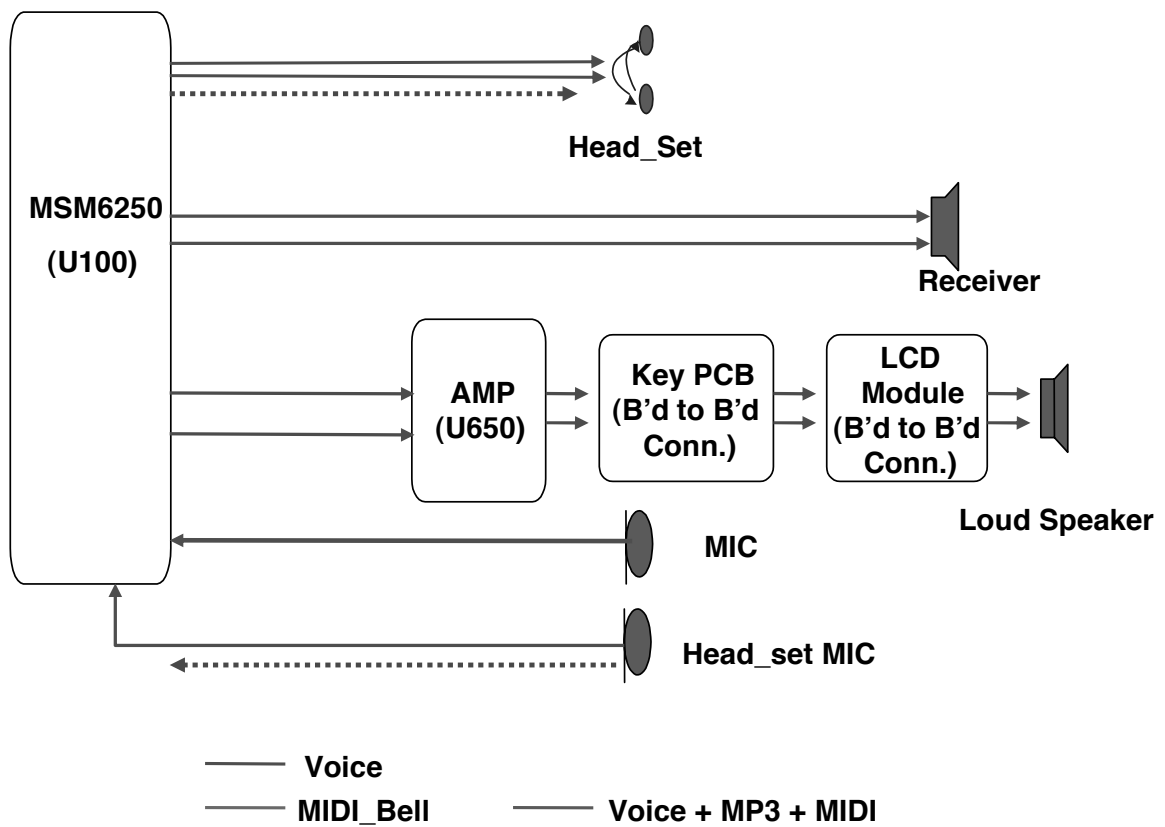 Head_Set
MSM6250
(U100)
Receiver
AMP
(U650)
Key PCB
(B’d to B’d
Conn.)
LCD
Module
(B’d to B’d
Conn.)
Loud Speaker
MIC
Head_set MIC
Voice
MIDI_Bell
Voice + MP3 + MIDI